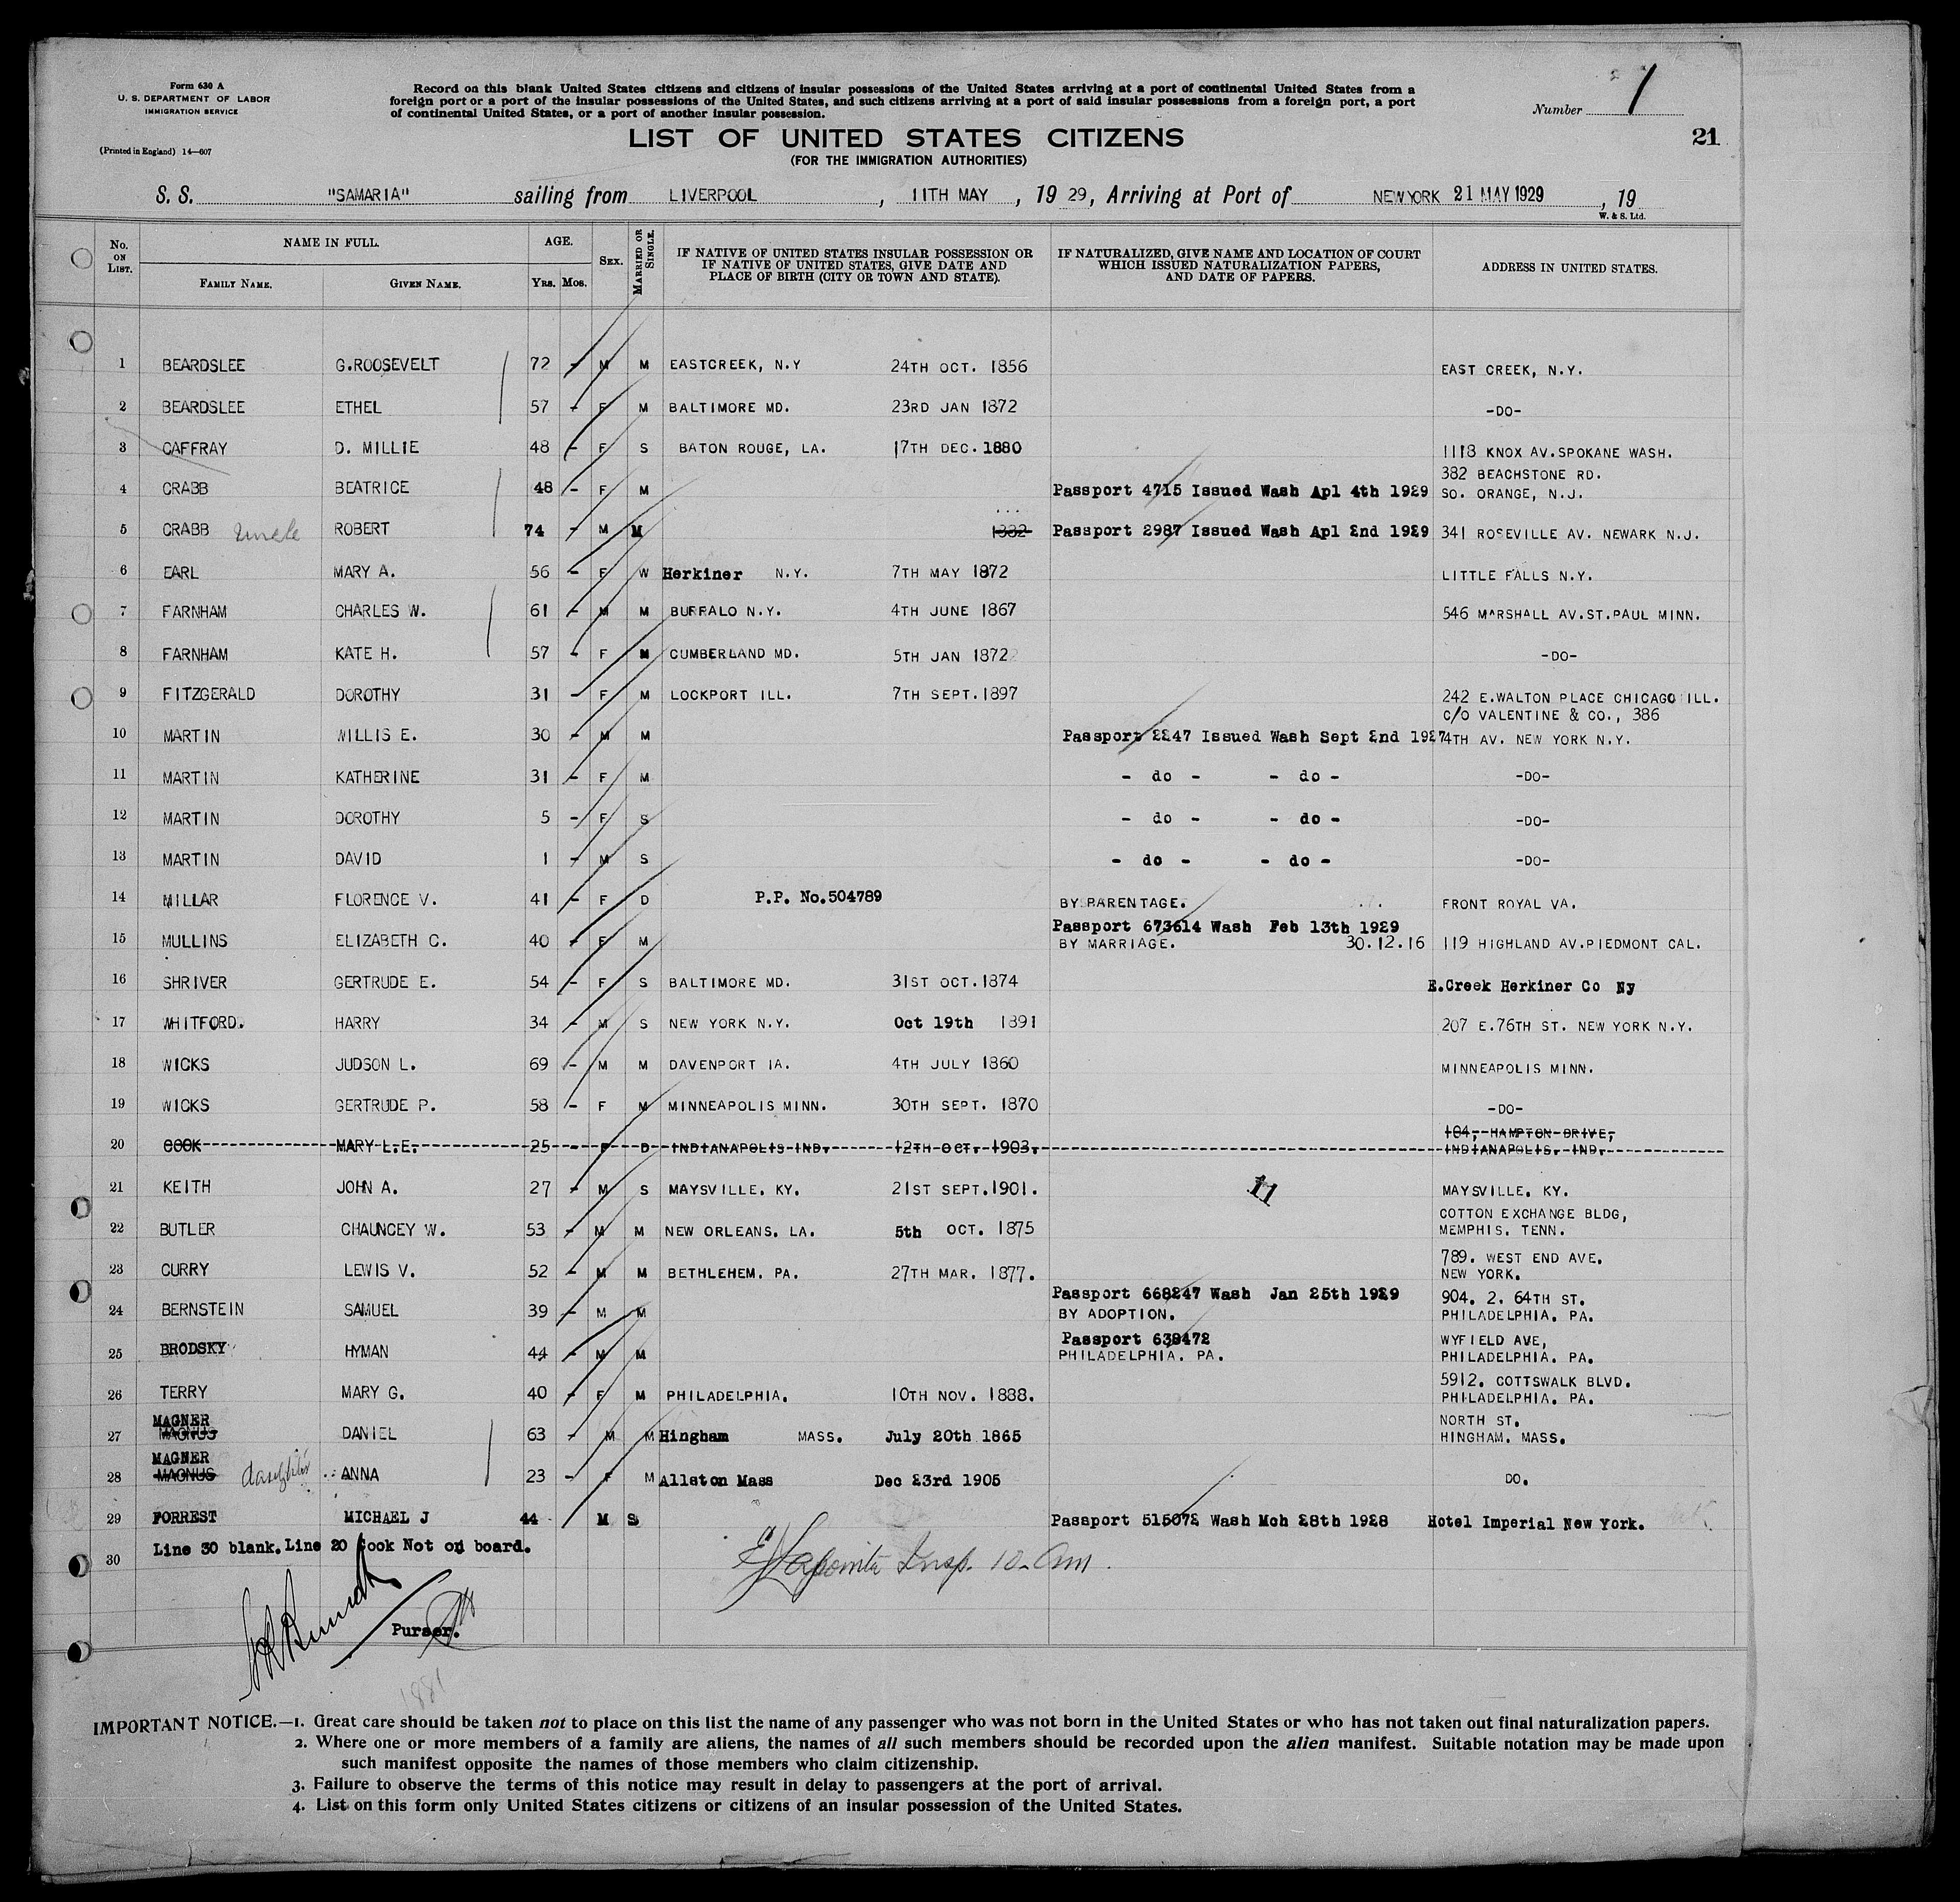 Form 630 A
U. S. DEPARTMENT OF LABOR
IMMIGRATION SERVICE
(Printed in England) 14—607
Record on this blank United States citizens and citizens of insular possessions of the United States arriving at a port of continental United States from a
foreign port or a port of the insular possessions of the United States, and such citizens arriving at a port of said insular possessions from a foreign port, a port
of continental United States, or a port of another insular possession.
Number 7
21
LIST OF UNITED STATES CITIZENS
(FOR THE IMMIGRATION AUTHORITIES)
S. S. "SAMARIA" sailing from LIVERPOOL, 11TH MAY, 19 29, Arriving at Port of NEWYORK 21 MAY 1929, 19
W. & S. Ltd.
No. ON LIST. NAME IN FULL. FAMILY NAME. GIVEN NAME. AGE. YRS. MOS. SEX. MARRIED OR SINGLE. IF NATIVE OF UNITED STATES INSULAR POSSESSION OR IF NATIVE OF UNITED STATES, GIVE DATE AND PLACE OF BIRTH (CITY OR TOWN AND STATE). IF NATURALIZED, GIVE NAME AND LOCATION OF COURT WHICH ISSUED NATURALIZATION PAPERS, AND DATE OF PAPERS. ADDRESS IN UNITED STATES.
1 BEARDSLEE G.ROOSEVELT 72 - M M EASTCREEK, N.Y 24TH OCT. 1856 EAST CREEK, N.Y.
2 BEARDSLEE ETHEL 57 - F M BALTIMORE MD. 23RD JAN 1872 -DO-
3 CAFFRAY D. MILLIE 48 - F S BATON ROUGE, LA. 17TH DEC. 1880 1118 KNOX AV.SPOKANE WASH.
4 CRABB BEATRICE 48 - F M Passport 4715 Issued Wash Apl 4th 1929 382 BEACHSTONE RD. SO. ORANGE, N.J.
5 CRABB Uncle ROBERT 74 - M M 1882 Passport 2987 Issued Wash Apl 2nd 1929 341 ROSEVILLE AV. NEWARK N.J.
6 EARL MARY A. 56 - F W Herkiner N.Y. 7TH MAY 1872 LITTLE FALLS N.Y.
7 FARNHAM CHARLES W. 61 - M M BUFFALO N.Y. 4TH JUNE 1867 546 MARSHALL AV.ST.PAUL MINN.
8 FARNHAM KATE H. 57 - F M CUMBERLAND MD. 5TH JAN 1872 -DO-
9 FITZGERALD DOROTHY 31 - F M LOCKPORT ILL. 7TH SEPT.1897 242 E.WALTON PLACE CHICAGO ILL.
10 MARTIN WILLIS E. 30 - M M Passport 2247 Issued Wash Sept 2nd 1927 C/O VALENTINE & CO., 386 4TH AV. NEW YORK N.Y.
11 MARTIN KATHERINE 31 - F M - do - - do - -DO-
12 MARTIN DOROTHY 5 - F S - do - - do - -DO-
13 MARTIN DAVID 1 - M S - do - - do - -DO-
14 MILLAR FLORENCE V. 41 - F D P.P. No.504789 BY PARENTAGE. FRONT ROYAL VA.
15 MULLINS ELIZABETH C. 40 - F M Passport 673614 Wash Feb 13th 1929 BY MARRIAGE. 30.12.16 119 HIGHLAND AV.PIEDMONT CAL.
16 SHRIVER GERTRUDE E. 54 - F S BALTIMORE MD. 31ST OCT.1874 E.Creek Herkiner Co Ny
17 WHITFORD. HARRY 34 - M S NEW YORK N.Y. Oct 19th 1891 207 E.76TH ST. NEW YORK N.Y.
18 WICKS JUDSON L. 69 - M M DAVENPORT IA. 4TH JULY 1860 MINNEAPOLIS MINN.
19 WICKS GERTRUDE P. 58 - F M MINNEAPOLIS MINN. 30TH SEPT. 1870 -DO-
20 COOK MARY L.E. 25 - F D INDIANAPOLIS IND. 12TH OCT. 1903. 104, HAMPTON DRIVE, INDIANAPOLIS. IND.
21 KEITH JOHN A. 27 - M S MAYSVILLE. KY. 21ST SEPT.1901. 11 MAYSVILLE. KY.
22 BUTLER CHAUNCEY W. 53 - M M NEW ORLEANS. LA. 5th OCT. 1875 COTTON EXCHANGE BLDG, MEMPHIS. TENN.
23 CURRY LEWIS V. 52 - M M BETHLEHEM. PA. 27TH MAR. 1877. 789. WEST END AVE. NEW YORK.
24 BERNSTEIN SAMUEL 39 - M M Passport 668247 Wash Jan 25th 1929 BY ADOPTION. 904. 2. 64TH ST. PHILADELPHIA. PA.
25 BRODSKY HYMAN 44 - M M Passport 639472 PHILADELPHIA. PA. WYFIELD AVE, PHILADELPHIA. PA.
26 TERRY MARY G. 40 - F M PHILADELPHIA. 10TH NOV. 1888. 5912. COTTSWALK BLVD. PHILADELPHIA. PA.
27 MAGNER MAGNUS DANIEL 63 - M M Hingham MASS. July 20th 1865 NORTH ST. HINGHAM. MASS.
28 MAGNER MAGNUS daughter ANNA 23 - F M Allston Mass Dec 23rd 1905 DO.
29 FORREST MICHAEL J 44 M S Passport 515072 Wash Mch 28th 1928 Hotel Imperial New York.
30 Line 30 blank. Line 20 Cook Not on board.
Insp. 10-Am.
Purser.
1881
IMPORTANT NOTICE.—1. Great care should be taken not to place on this list the name of any passenger who was not born in the United States or who has not taken out final naturalization papers.
2. Where one or more members of a family are aliens, the names of all such members should be recorded upon the alien manifest. Suitable notation may be made upon
such manifest opposite the names of those members who claim citizenship.
3. Failure to observe the terms of this notice may result in delay to passengers at the port of arrival.
4. List on this form only United States citizens or citizens of an insular possession of the United States.